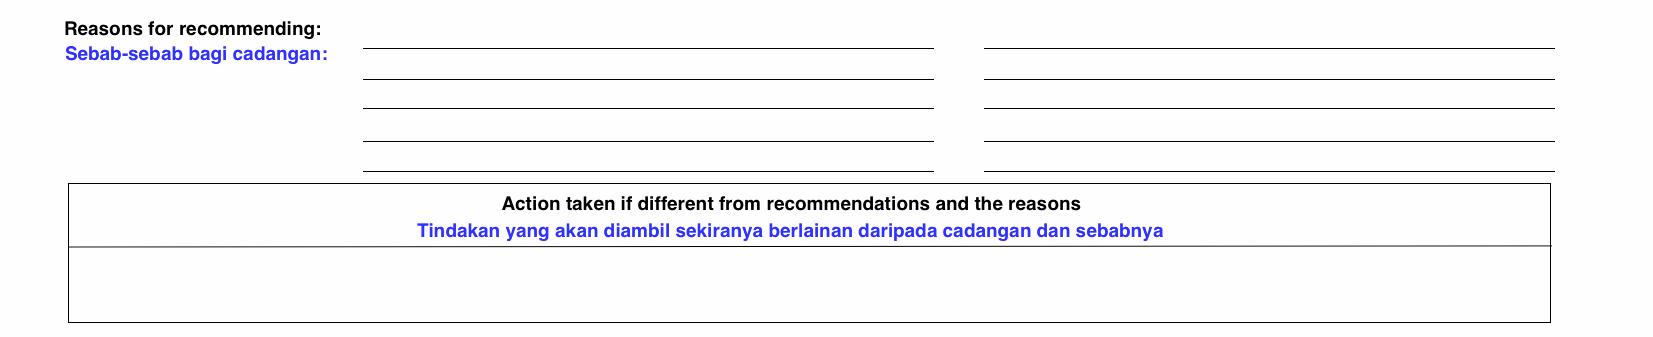 Reasons for recommending:
Sebab-sebab bagi cadangan:
Action taken if different from recommendations and the reasons
Tindakan yang akan diambil sekiranya berlainan daripada cadangan dan sebabnya